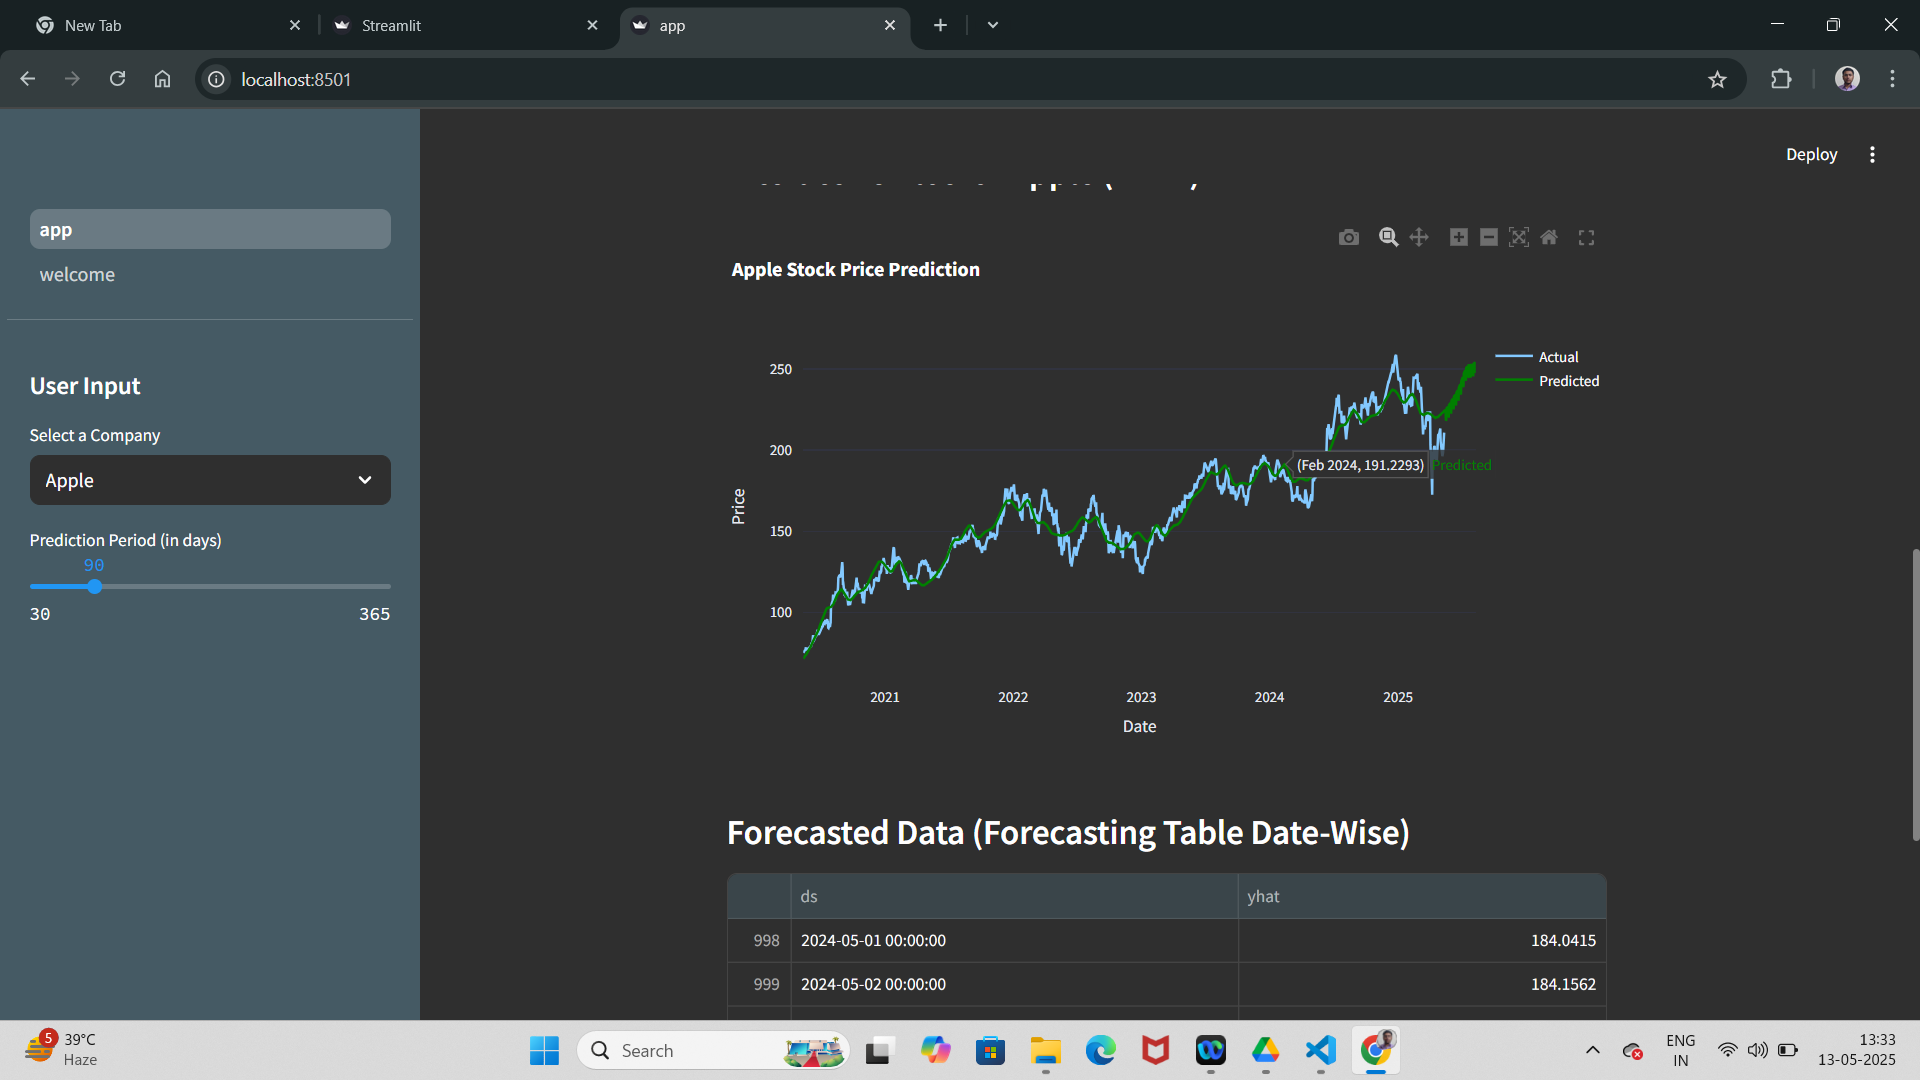 New Tab
Streamlit
app
localhost:8501
Deploy
app
welcome
User Input
Select a Company
Apple
Prediction Period (in days)
90
30 365
Apple Stock Price Prediction
Actual
Predicted
250
200
150
100
Price
(Feb 2024, 191.2293) Predicted
2021 2022 2023 2024 2025
Date
Forecasted Data (Forecasting Table Date-Wise)
ds yhat
998 2024-05-01 00:00:00 184.0415
999 2024-05-02 00:00:00 184.1562
5
39°C
Haze
Search
ENG
IN
13:33
13-05-2025